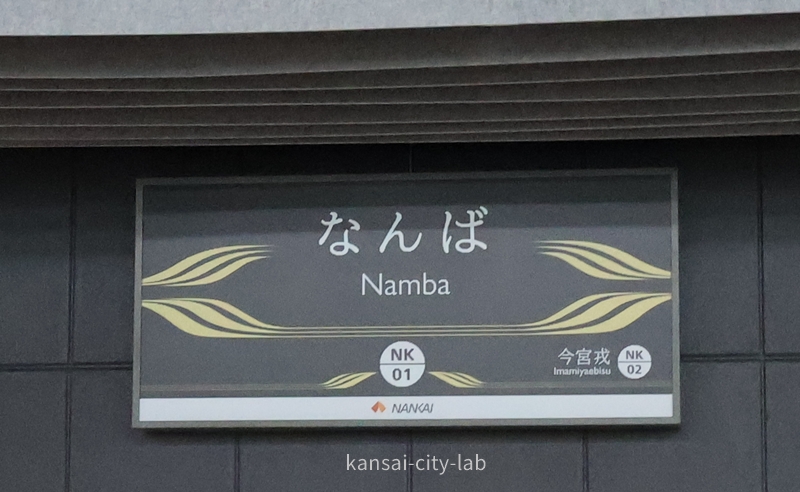 なんば
Namba
NK
01
今宮戎
Imamiyaebisu
NK
02
NANKAI
kansai-city-lab